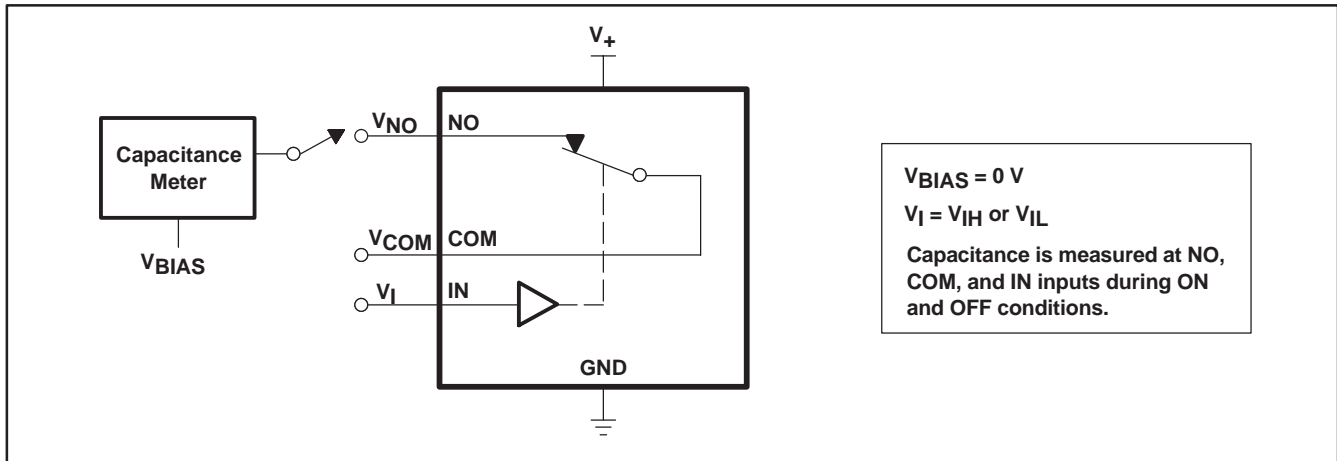 V+
VNO
NO
Capacitance
Meter
VBIAS
VCOM
COM
VI
IN
GND
VBIAS = 0 V
VI = VIH or VIL
Capacitance is measured at NO,
COM, and IN inputs during ON
and OFF conditions.